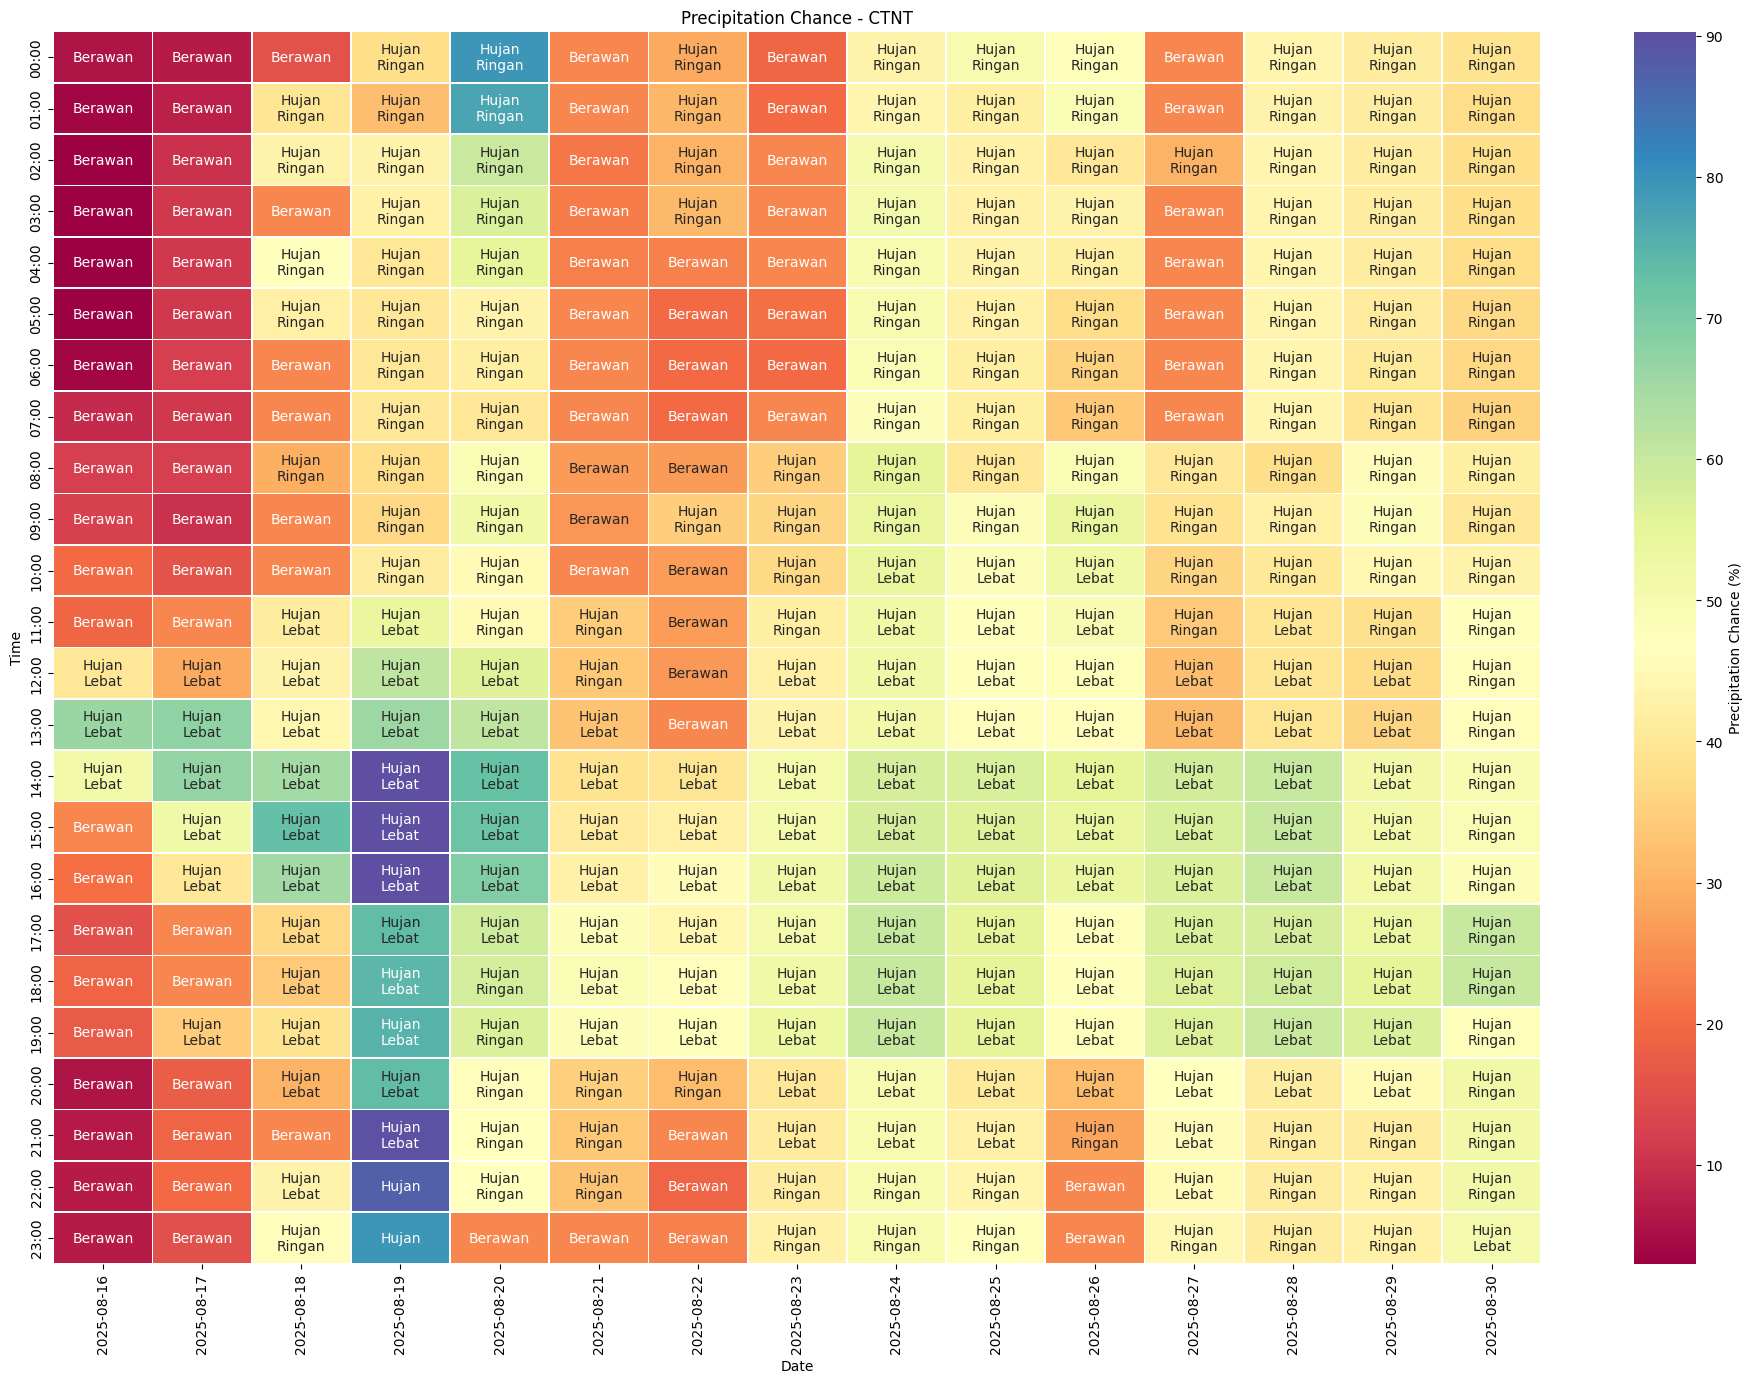 Precipitation Chance - CTNT
00:00 Berawan Berawan Berawan Hujan Ringan Hujan Ringan Berawan Hujan Ringan Berawan Hujan Ringan Hujan Ringan Hujan Ringan Berawan Hujan Ringan Hujan Ringan Hujan Ringan
01:00 Berawan Berawan Hujan Ringan Hujan Ringan Hujan Ringan Berawan Hujan Ringan Berawan Hujan Ringan Hujan Ringan Hujan Ringan Berawan Hujan Ringan Hujan Ringan Hujan Ringan
02:00 Berawan Berawan Hujan Ringan Hujan Ringan Hujan Ringan Berawan Hujan Ringan Berawan Hujan Ringan Hujan Ringan Hujan Ringan Hujan Ringan Hujan Ringan Hujan Ringan Hujan Ringan
03:00 Berawan Berawan Berawan Hujan Ringan Hujan Ringan Berawan Hujan Ringan Berawan Hujan Ringan Hujan Ringan Hujan Ringan Berawan Hujan Ringan Hujan Ringan Hujan Ringan
04:00 Berawan Berawan Hujan Ringan Hujan Ringan Hujan Ringan Berawan Berawan Berawan Hujan Ringan Hujan Ringan Hujan Ringan Berawan Hujan Ringan Hujan Ringan Hujan Ringan
05:00 Berawan Berawan Hujan Ringan Hujan Ringan Hujan Ringan Berawan Berawan Berawan Hujan Ringan Hujan Ringan Hujan Ringan Berawan Hujan Ringan Hujan Ringan Hujan Ringan
06:00 Berawan Berawan Berawan Hujan Ringan Hujan Ringan Berawan Berawan Berawan Hujan Ringan Hujan Ringan Hujan Ringan Berawan Hujan Ringan Hujan Ringan Hujan Ringan
07:00 Berawan Berawan Berawan Hujan Ringan Hujan Ringan Berawan Berawan Berawan Hujan Ringan Hujan Ringan Hujan Ringan Berawan Hujan Ringan Hujan Ringan Hujan Ringan
08:00 Berawan Berawan Hujan Ringan Hujan Ringan Hujan Ringan Berawan Berawan Hujan Ringan Hujan Ringan Hujan Ringan Hujan Ringan Hujan Ringan Hujan Ringan Hujan Ringan Hujan Ringan
09:00 Berawan Berawan Berawan Hujan Ringan Hujan Ringan Berawan Hujan Ringan Hujan Ringan Hujan Ringan Hujan Ringan Hujan Ringan Hujan Ringan Hujan Ringan Hujan Ringan Hujan Ringan
10:00 Berawan Berawan Berawan Hujan Ringan Hujan Ringan Berawan Berawan Hujan Ringan Hujan Lebat Hujan Lebat Hujan Lebat Hujan Ringan Hujan Ringan Hujan Ringan Hujan Ringan
11:00 Berawan Berawan Hujan Lebat Hujan Lebat Hujan Ringan Hujan Ringan Berawan Hujan Ringan Hujan Lebat Hujan Lebat Hujan Lebat Hujan Ringan Hujan Lebat Hujan Ringan Hujan Ringan
12:00 Hujan Lebat Hujan Lebat Hujan Lebat Hujan Lebat Hujan Lebat Hujan Ringan Berawan Hujan Lebat Hujan Lebat Hujan Lebat Hujan Lebat Hujan Lebat Hujan Lebat Hujan Lebat Hujan Ringan
13:00 Hujan Lebat Hujan Lebat Hujan Lebat Hujan Lebat Hujan Lebat Hujan Lebat Berawan Hujan Lebat Hujan Lebat Hujan Lebat Hujan Lebat Hujan Lebat Hujan Lebat Hujan Lebat Hujan Ringan
14:00 Hujan Lebat Hujan Lebat Hujan Lebat Hujan Lebat Hujan Lebat Hujan Lebat Hujan Lebat Hujan Lebat Hujan Lebat Hujan Lebat Hujan Lebat Hujan Lebat Hujan Lebat Hujan Lebat Hujan Ringan
15:00 Berawan Hujan Lebat Hujan Lebat Hujan Lebat Hujan Lebat Hujan Lebat Hujan Lebat Hujan Lebat Hujan Lebat Hujan Lebat Hujan Lebat Hujan Lebat Hujan Lebat Hujan Lebat Hujan Ringan
16:00 Berawan Hujan Lebat Hujan Lebat Hujan Lebat Hujan Lebat Hujan Lebat Hujan Lebat Hujan Lebat Hujan Lebat Hujan Lebat Hujan Lebat Hujan Lebat Hujan Lebat Hujan Lebat Hujan Ringan
17:00 Berawan Berawan Hujan Lebat Hujan Lebat Hujan Lebat Hujan Lebat Hujan Lebat Hujan Lebat Hujan Lebat Hujan Lebat Hujan Lebat Hujan Lebat Hujan Lebat Hujan Lebat Hujan Ringan
18:00 Berawan Berawan Hujan Lebat Hujan Lebat Hujan Ringan Hujan Lebat Hujan Lebat Hujan Lebat Hujan Lebat Hujan Lebat Hujan Lebat Hujan Lebat Hujan Lebat Hujan Lebat Hujan Ringan
19:00 Berawan Hujan Lebat Hujan Lebat Hujan Lebat Hujan Ringan Hujan Lebat Hujan Lebat Hujan Lebat Hujan Lebat Hujan Lebat Hujan Lebat Hujan Lebat Hujan Lebat Hujan Lebat Hujan Ringan
20:00 Berawan Berawan Hujan Lebat Hujan Lebat Hujan Ringan Hujan Ringan Hujan Ringan Hujan Lebat Hujan Lebat Hujan Lebat Hujan Lebat Hujan Lebat Hujan Lebat Hujan Lebat Hujan Ringan
21:00 Berawan Berawan Berawan Hujan Lebat Hujan Ringan Hujan Ringan Berawan Hujan Lebat Hujan Lebat Hujan Lebat Hujan Ringan Hujan Lebat Hujan Ringan Hujan Ringan Hujan Ringan
22:00 Berawan Berawan Hujan Lebat Hujan Hujan Ringan Hujan Ringan Berawan Hujan Ringan Hujan Ringan Hujan Ringan Berawan Hujan Lebat Hujan Ringan Hujan Ringan Hujan Ringan
23:00 Berawan Berawan Hujan Ringan Hujan Berawan Berawan Berawan Hujan Ringan Hujan Ringan Hujan Ringan Berawan Hujan Ringan Hujan Ringan Hujan Ringan Hujan Lebat
Time
2025-08-16 2025-08-17 2025-08-18 2025-08-19 2025-08-20 2025-08-21 2025-08-22 2025-08-23 2025-08-24 2025-08-25 2025-08-26 2025-08-27 2025-08-28 2025-08-29 2025-08-30
Date
90
80
70
60
50
40
30
20
10
Precipitation Chance (%)